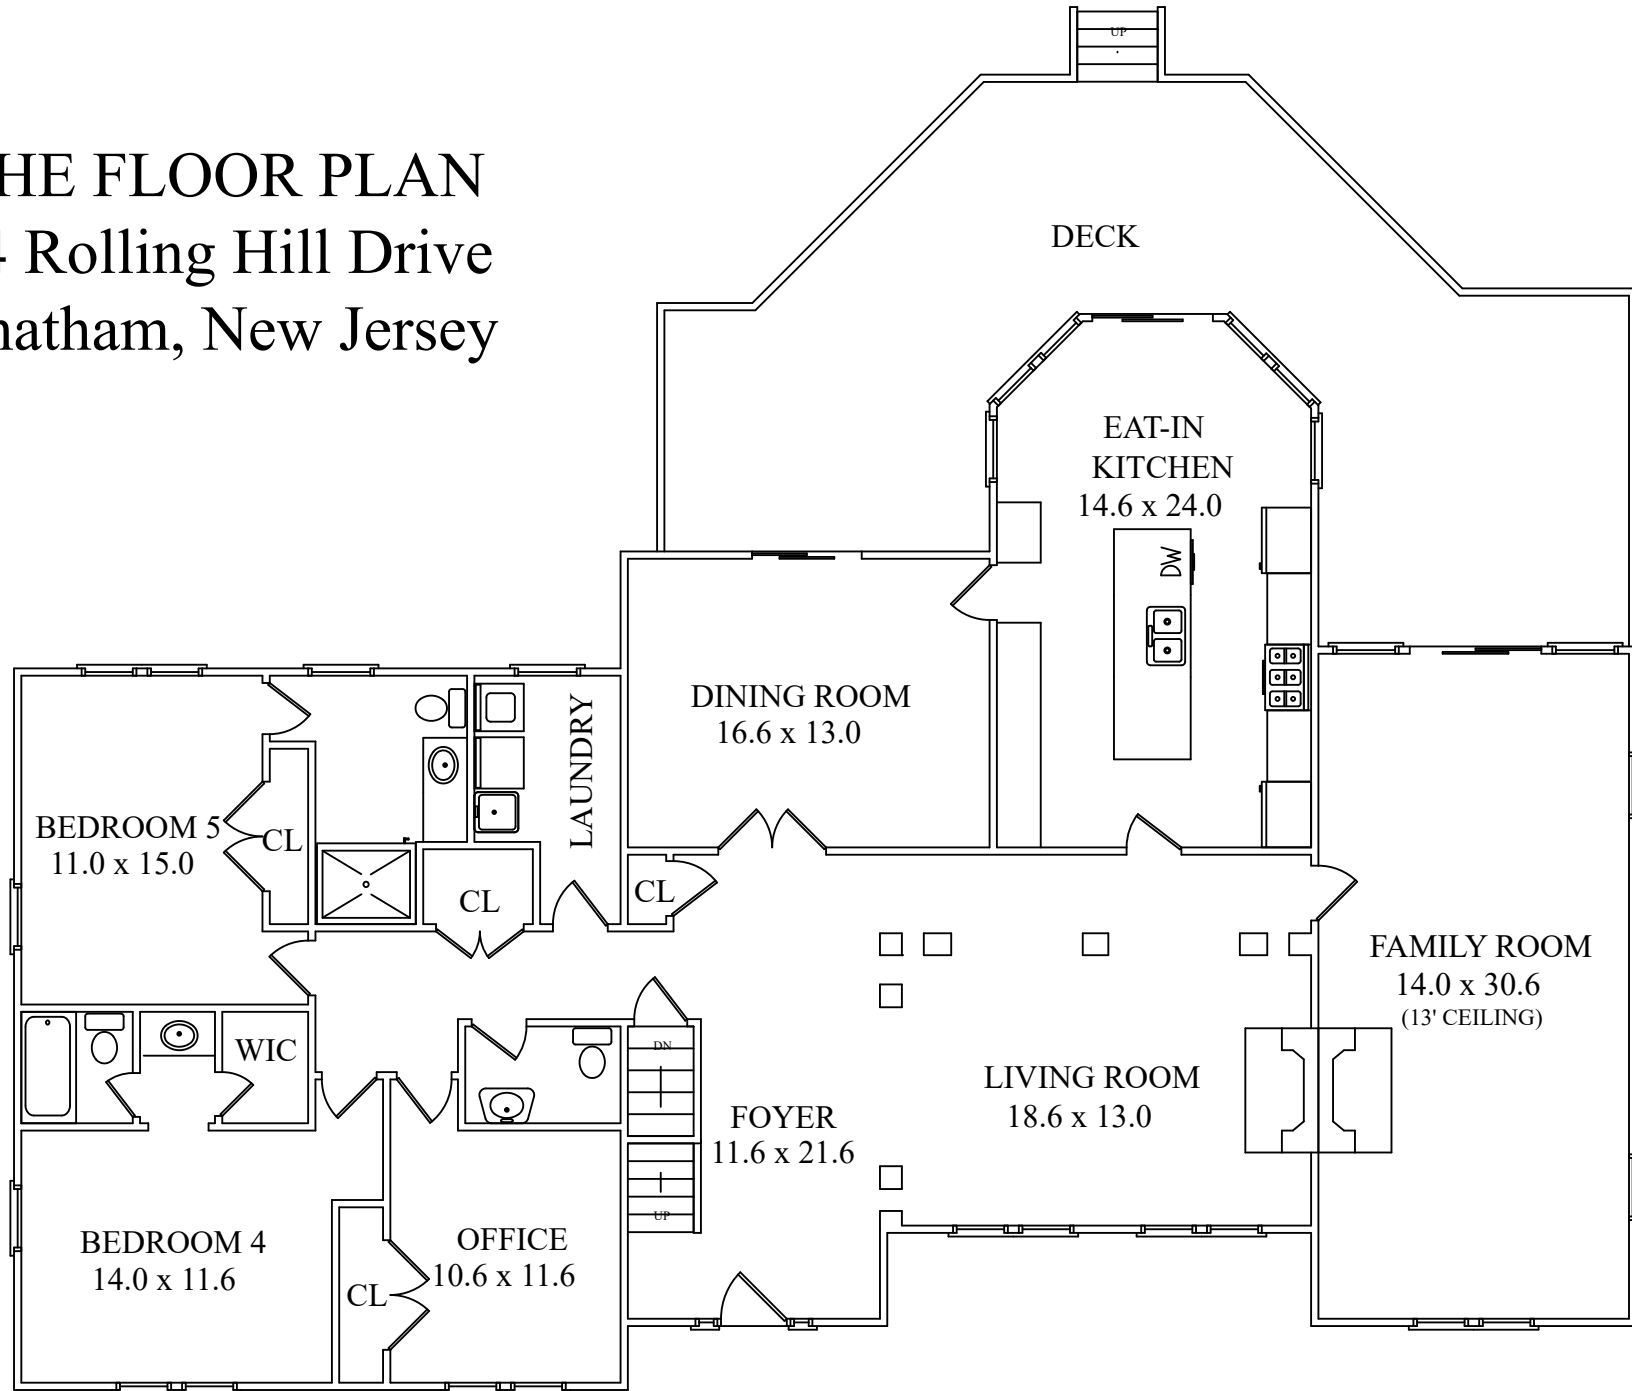 HE FLOOR PLAN
4 Rolling Hill Drive
hatham, New Jersey
UP
DECK
EAT-IN
KITCHEN
14.6 x 24.0
DW
DINING ROOM
16.6 x 13.0
LAUNDRY
BEDROOM 5
11.0 x 15.0
CL
CL
CL
FAMILY ROOM
14.0 x 30.6
(13' CEILING)
WIC
DN
LIVING ROOM
18.6 x 13.0
FOYER
11.6 x 21.6
UP
BEDROOM 4
14.0 x 11.6
OFFICE
10.6 x 11.6
CL